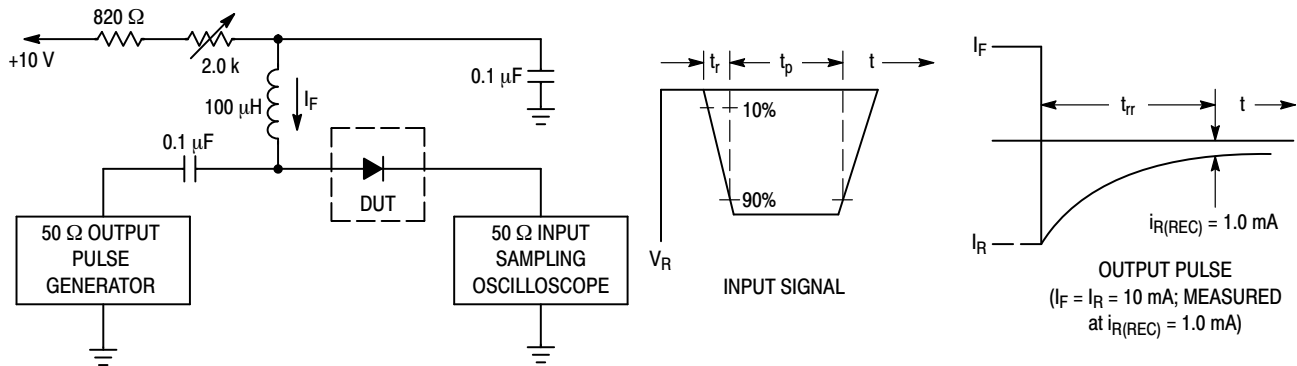 820 Ω
+10 V
2.0 k
0.1 µF
100 µH
I_F
0.1 µF
DUT
50 Ω OUTPUT
PULSE
GENERATOR
50 Ω INPUT
SAMPLING
OSCILLOSCOPE
t_r
t_p
t
10%
90%
V_R
INPUT SIGNAL
I_F
t_rr
t
I_R
i_R(REC) = 1.0 mA
OUTPUT PULSE
(I_F = I_R = 10 mA; MEASURED
at i_R(REC) = 1.0 mA)